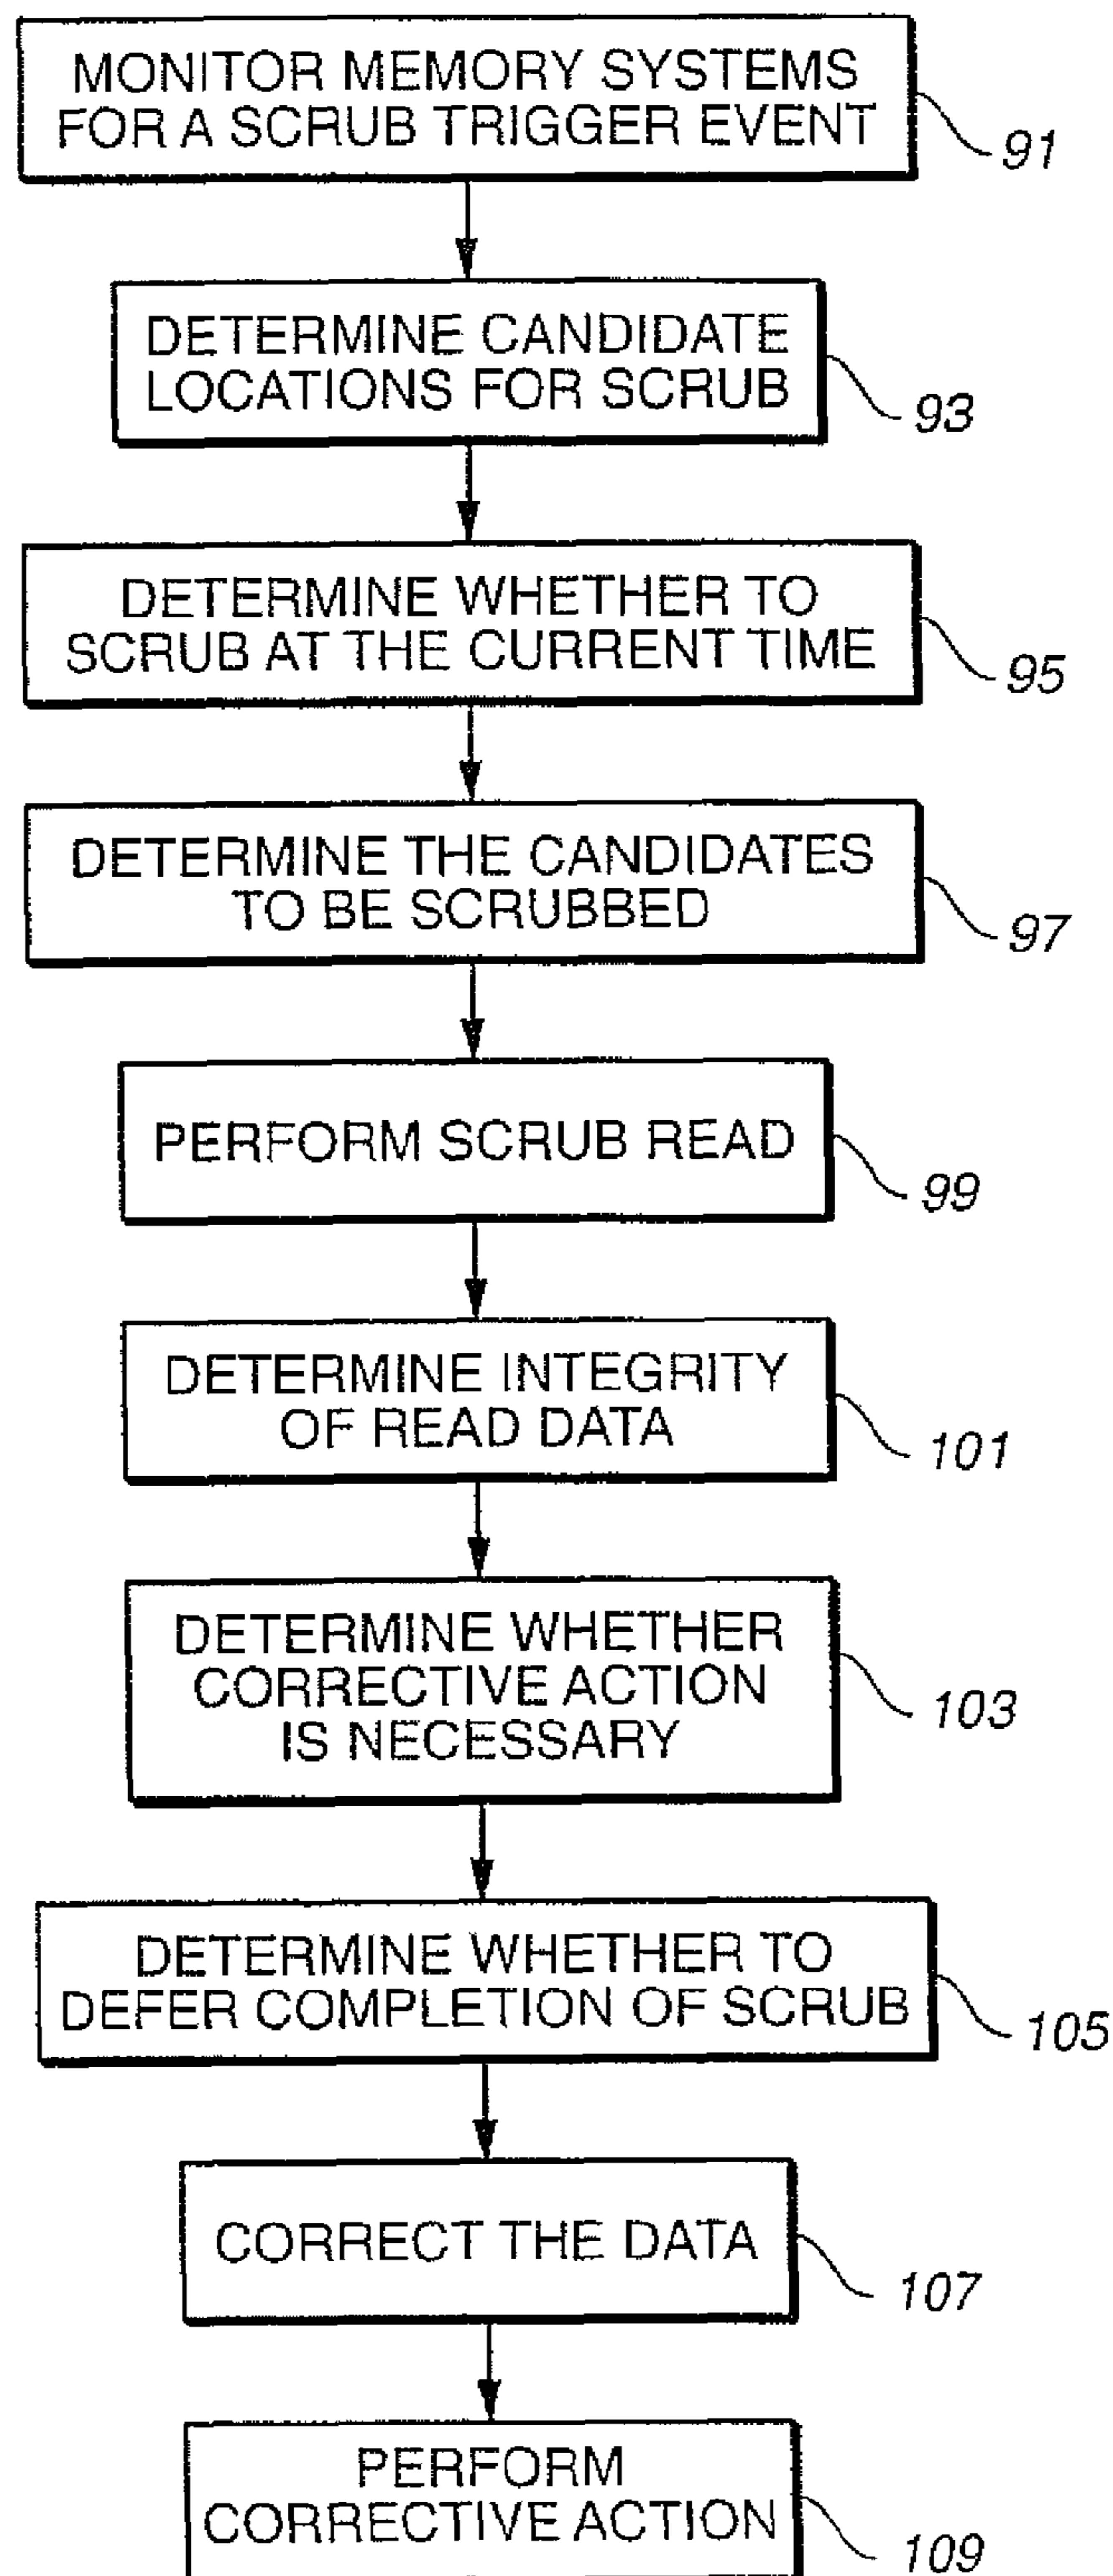 MONITOR MEMORY SYSTEMS
FOR A SCRUB TRIGGER EVENT
91
DETERMINE CANDIDATE
LOCATIONS FOR SCRUB
93
DETERMINE WHETHER TO
SCRUB AT THE CURRENT TIME
95
DETERMINE THE CANDIDATES
TO BE SCRUBBED
97
PERFORM SCRUB READ
99
DETERMINE INTEGRITY
OF READ DATA
101
DETERMINE WHETHER
CORRECTIVE ACTION
IS NECESSARY
103
DETERMINE WHETHER TO
DEFER COMPLETION OF SCRUB
105
CORRECT THE DATA
107
PERFORM
CORRECTIVE ACTION
109